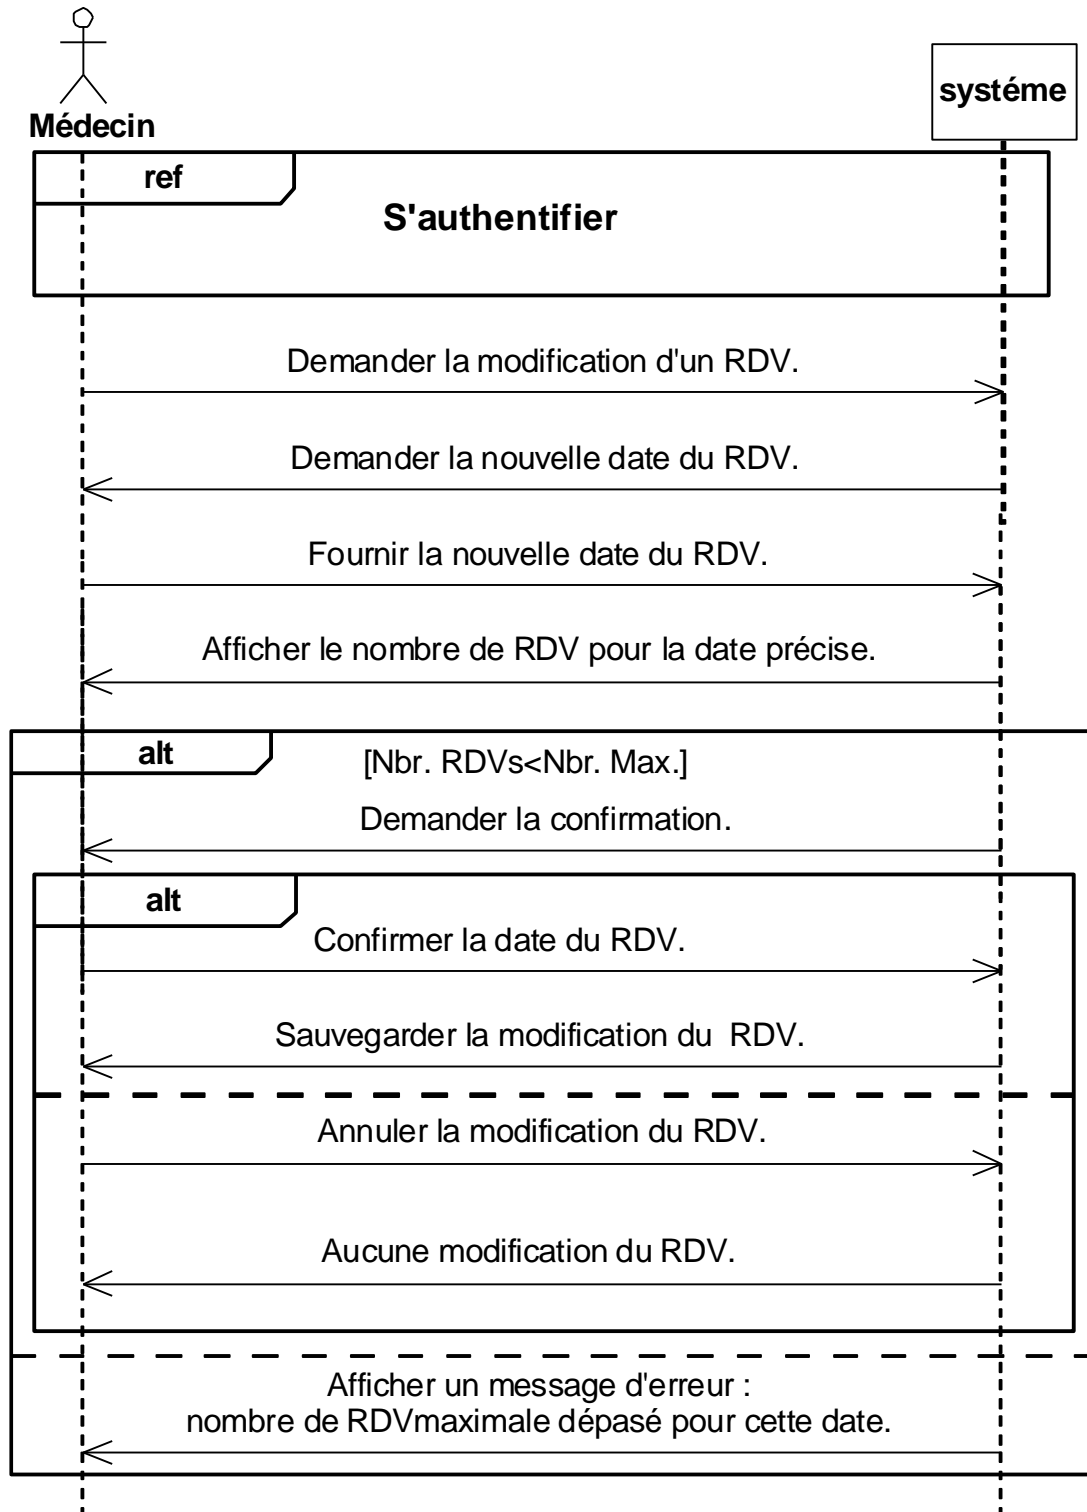 Médecin
systéme
ref
S'authentifier
Demander la modification d'un RDV.
Demander la nouvelle date du RDV.
Fournir la nouvelle date du RDV.
Afficher le nombre de RDV pour la date précise.
alt
[Nbr. RDVs<Nbr. Max.]
Demander la confirmation.
alt
Confirmer la date du RDV.
Sauvegarder la modification du RDV.
Annuler la modification du RDV.
Aucune modification du RDV.
Afficher un message d'erreur :
nombre de RDVmaximale dépasé pour cette date.